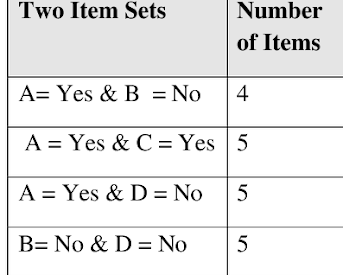 Two Item Sets Number
of Items
A= Yes & B = No 4
A = Yes & C = Yes 5
A = Yes & D = No 5
B= No & D = No 5